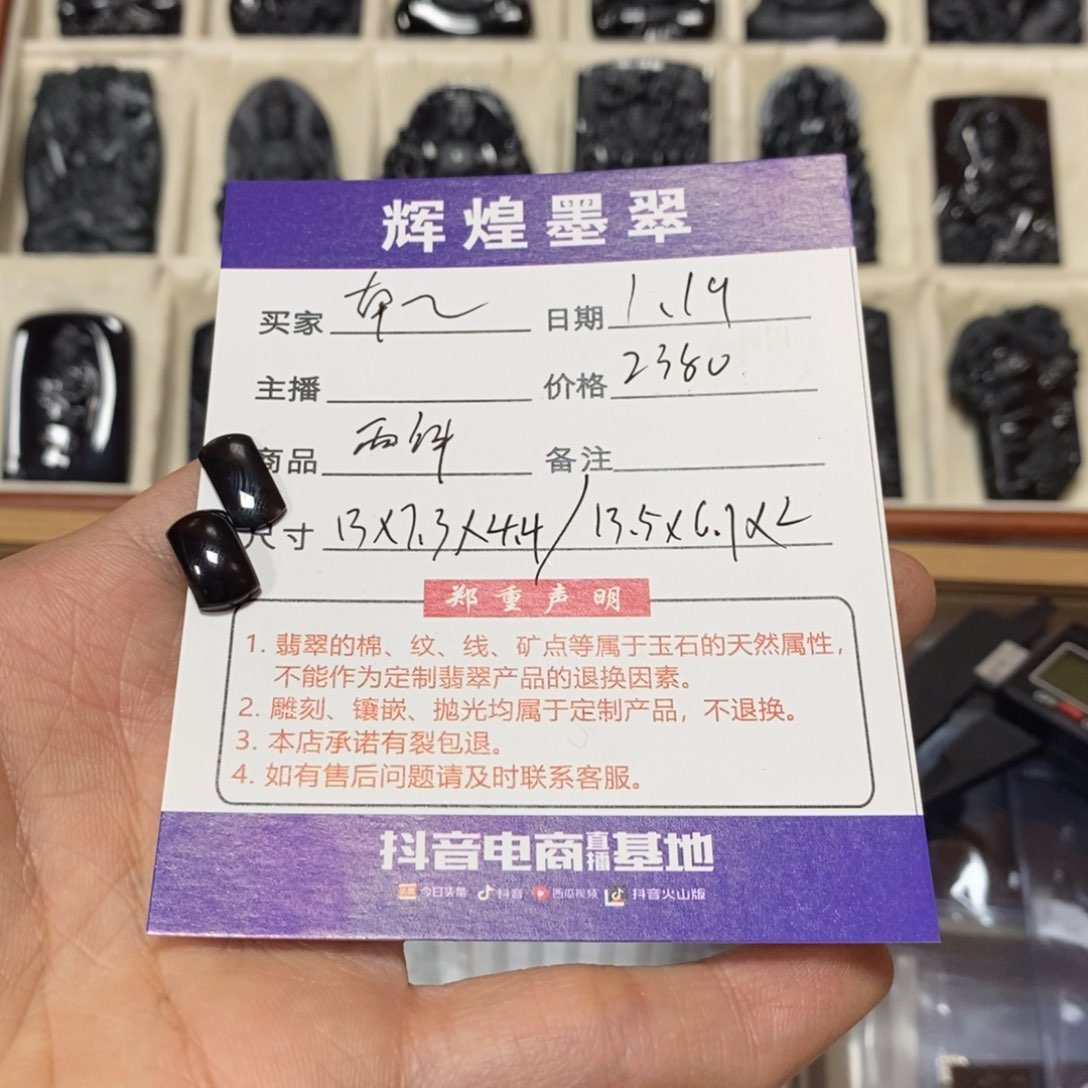 辉煌墨翠
买家 日期 1.19
主播 价格 2380
商品 两件 备注
尺寸 13X7.3X4.4/13.5X6.7X2
郑重声明
1. 翡翠的棉、纹、线、矿点等属于玉石的天然属性，
不能作为定制翡翠产品的退换因素。
2. 雕刻、镶嵌、抛光均属于定制产品，不退换。
3. 本店承诺有裂包退。
4. 如有售后问题请及时联系客服。
抖音电商直播基地
今日头条 抖音 西瓜视频 抖音火山版